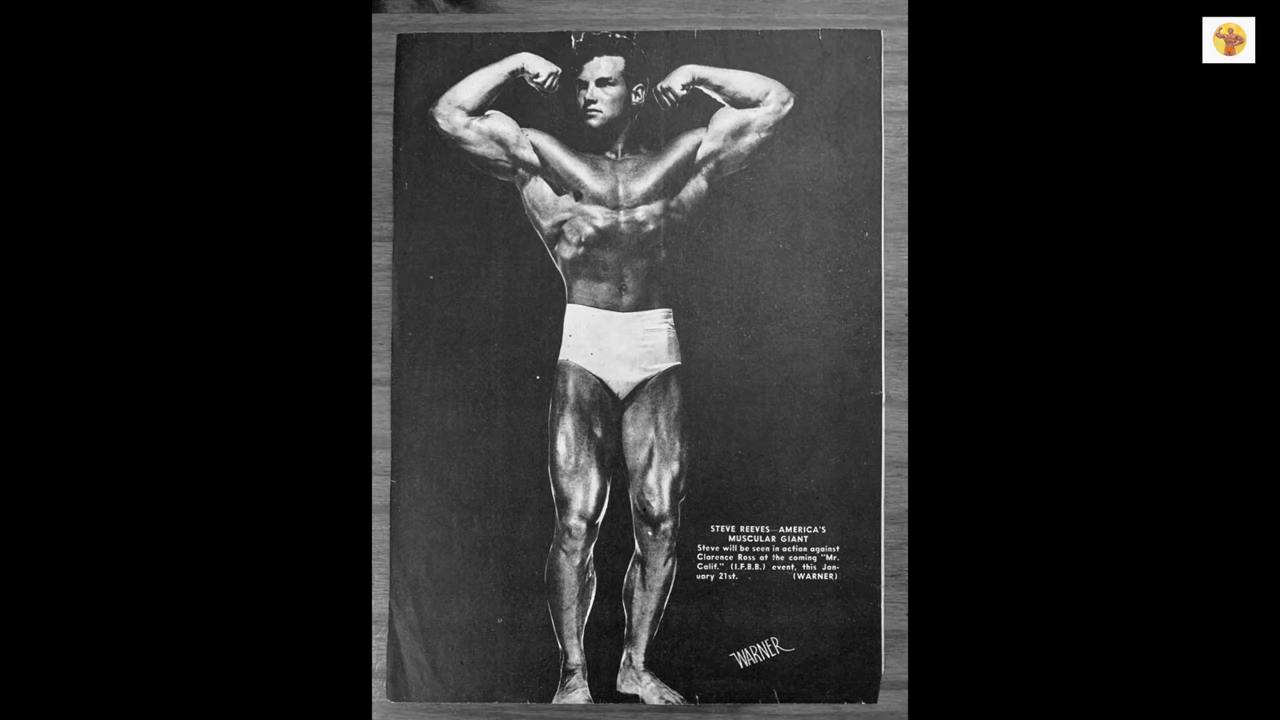 STEVE REEVES—AMERICA'S
MUSCULAR GIANT
Steve will be seen in action against
Clarence Ross at the coming "Mr.
Calif." (I.F.B.B.) event, this Jan-
uary 21st. (WARNER)
WARNER